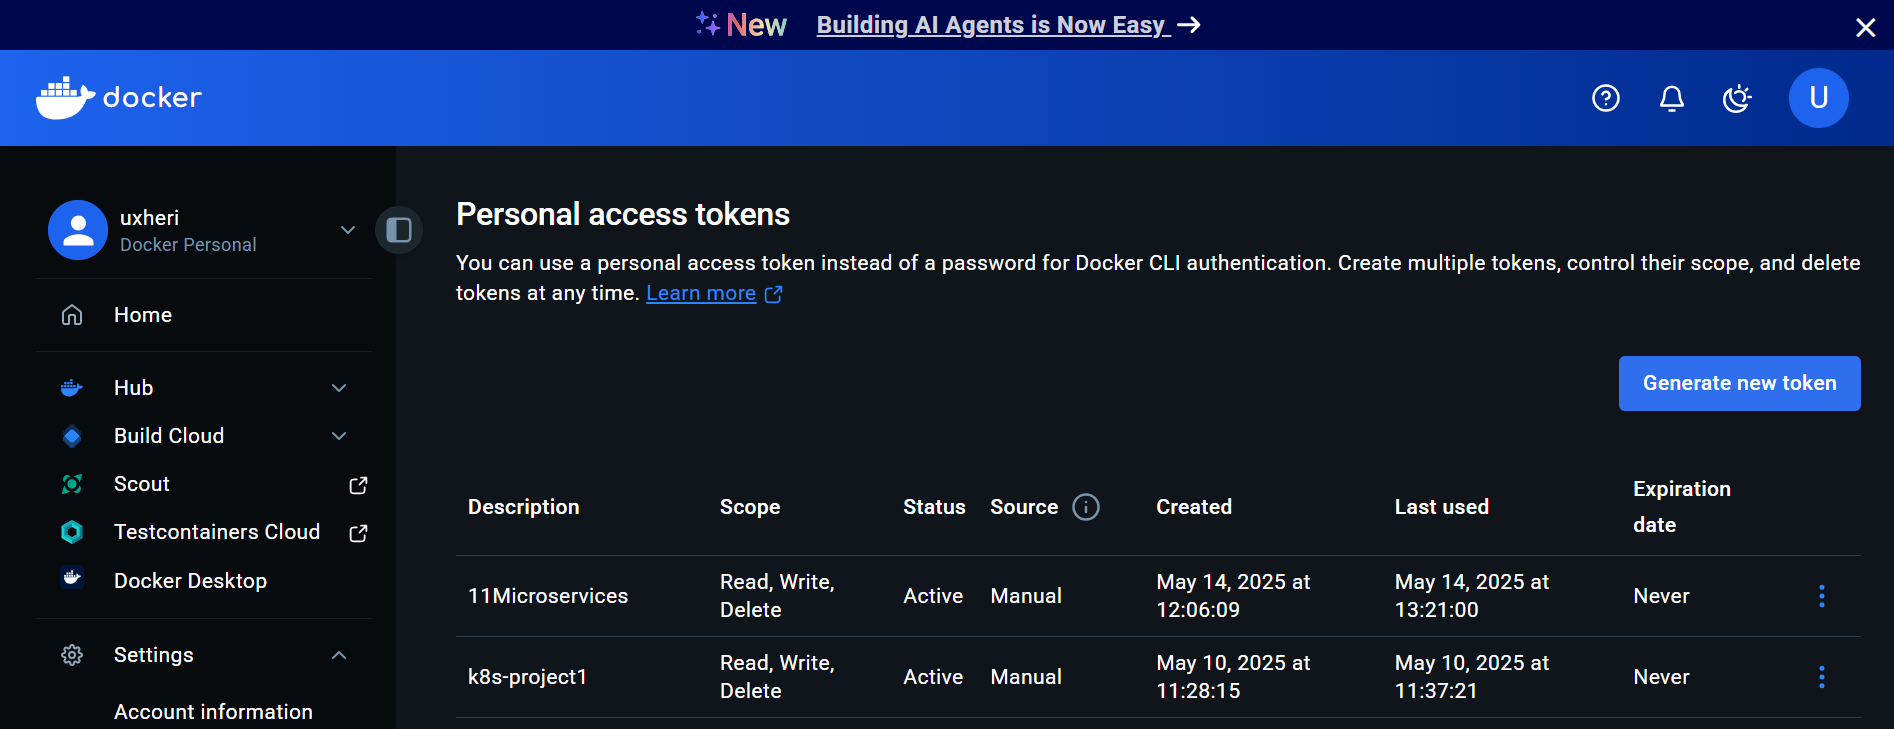 New Building AI Agents is Now Easy →
docker
U
uxheri
Docker Personal
Home
Hub
Build Cloud
Scout
Testcontainers Cloud
Docker Desktop
Settings
Account information
Personal access tokens
You can use a personal access token instead of a password for Docker CLI authentication. Create multiple tokens, control their scope, and delete
tokens at any time. Learn more
Generate new token
Description Scope Status Source Created Last used Expiration date
11Microservices Read, Write, Delete Active Manual May 14, 2025 at 12:06:09 May 14, 2025 at 13:21:00 Never
k8s-project1 Read, Write, Delete Active Manual May 10, 2025 at 11:28:15 May 10, 2025 at 11:37:21 Never